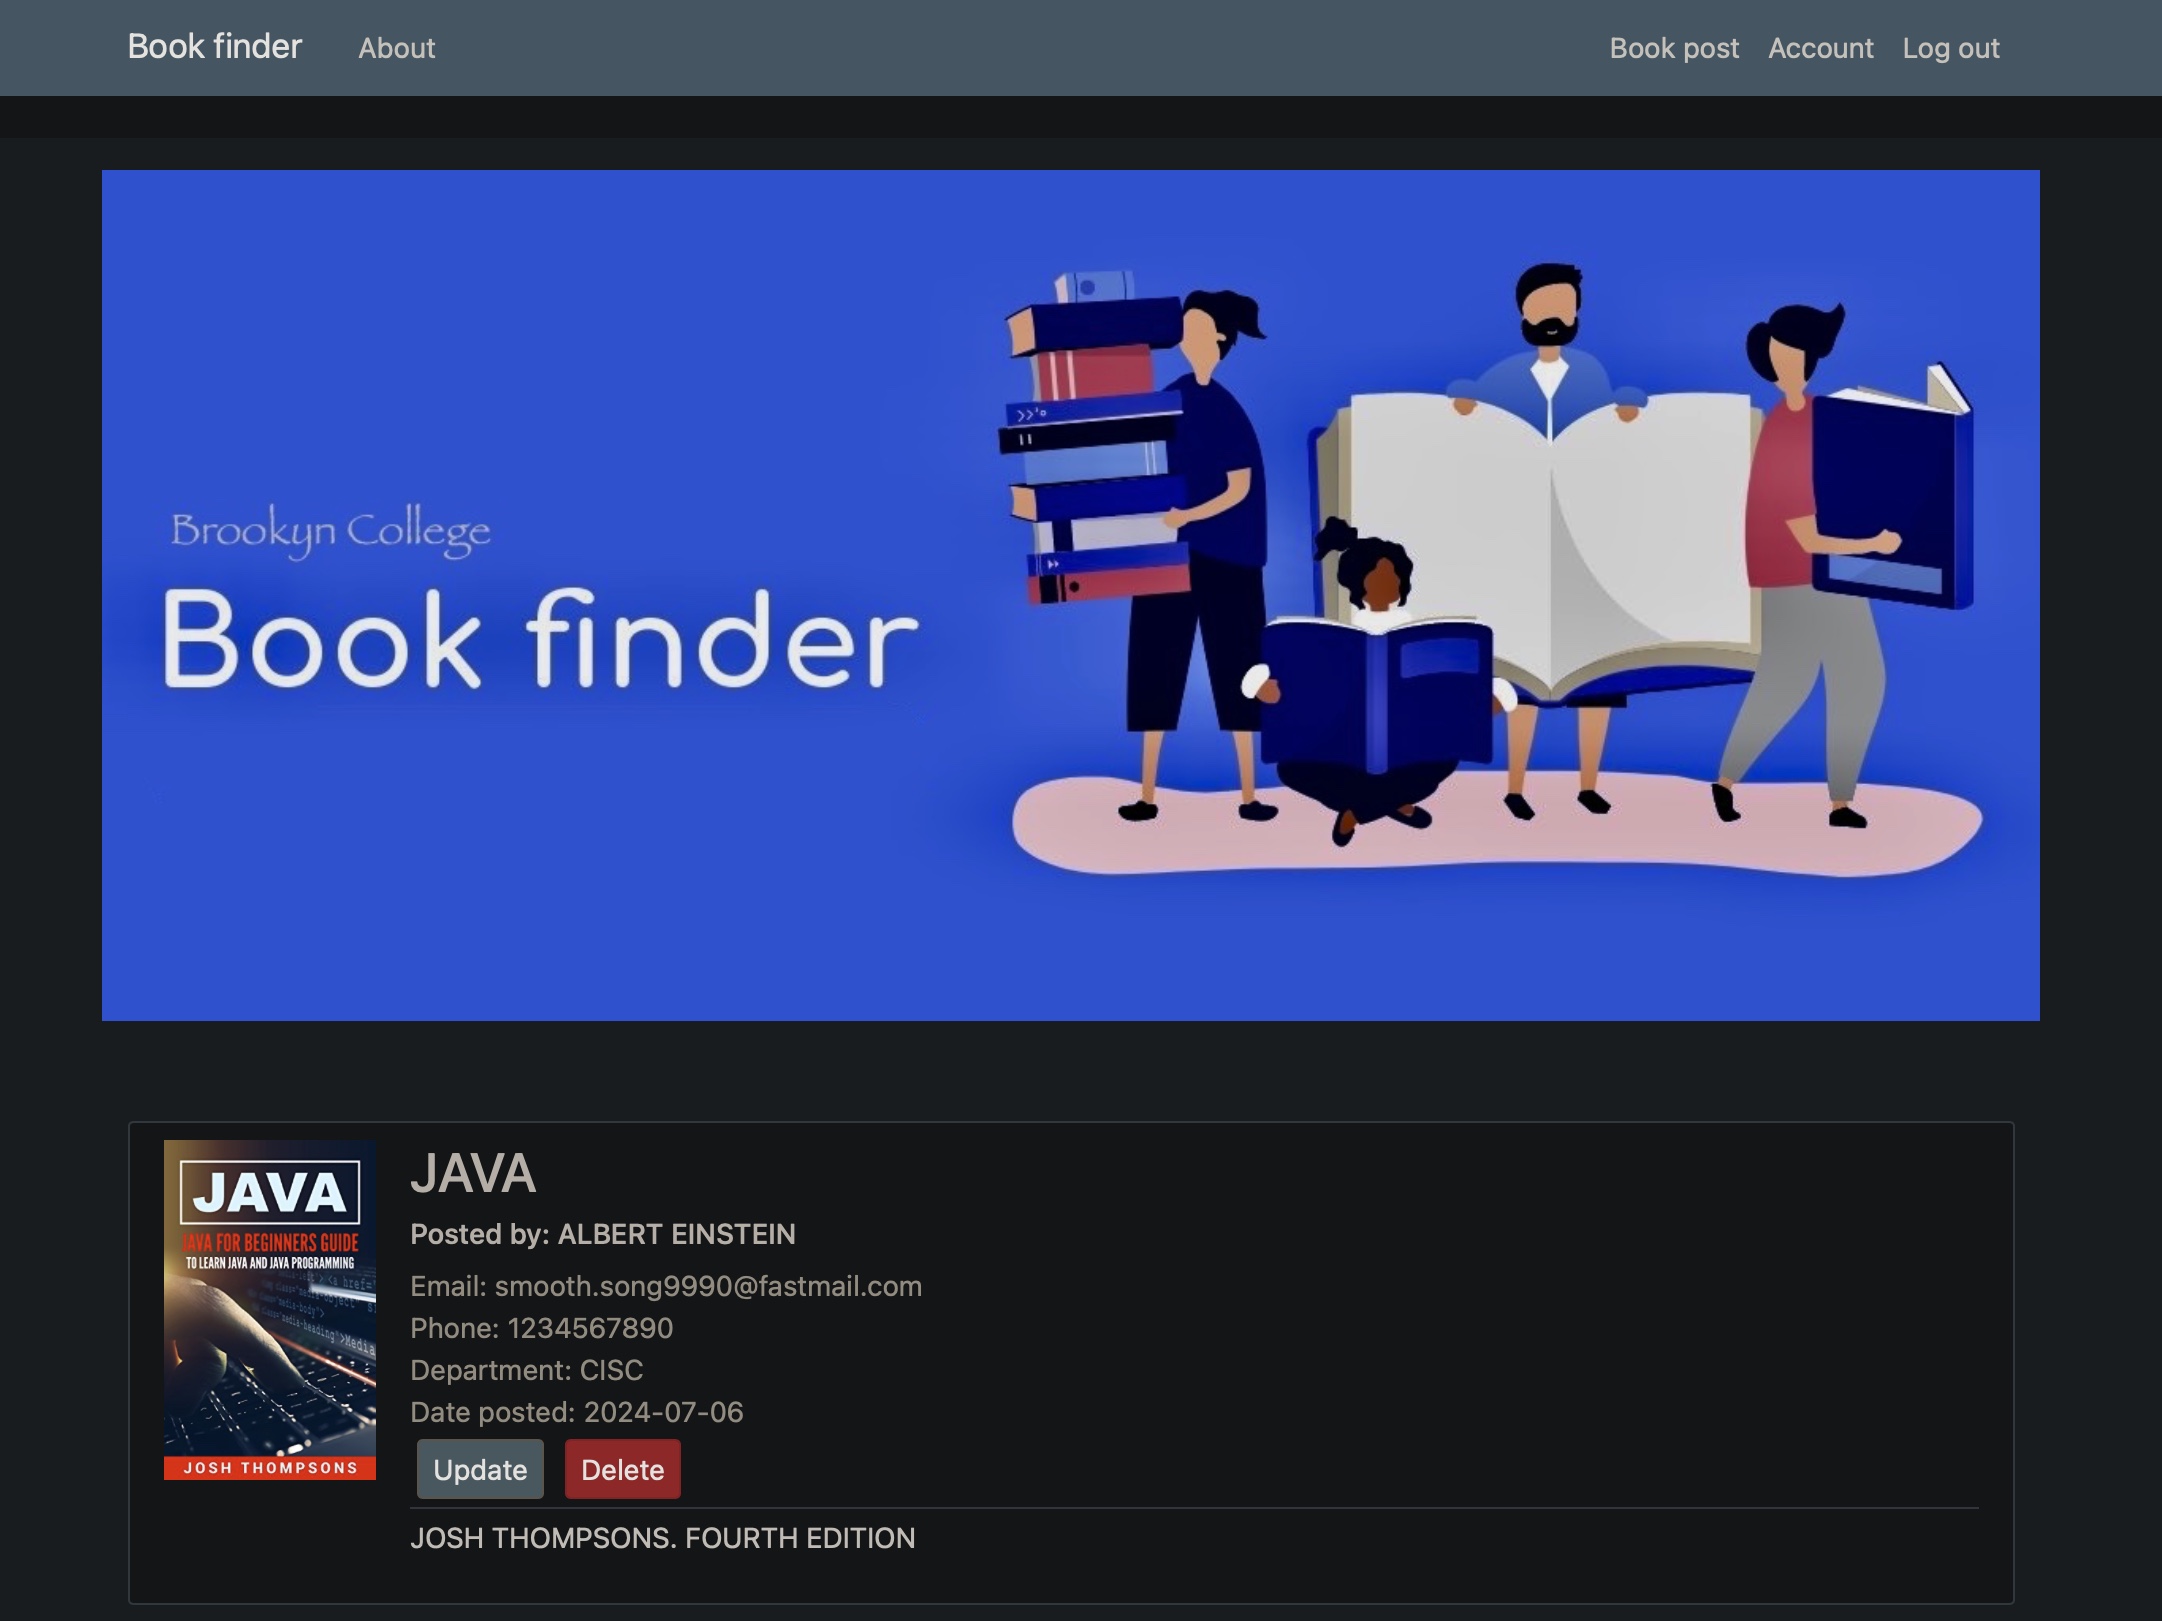 Book finder About Book post Account Log out
Brookyn College
Book finder
JAVA
JAVA FOR BEGINNERS GUIDE
TO LEARN JAVA AND JAVA PROGRAMMING
JOSH THOMPSONS
JAVA
Posted by: ALBERT EINSTEIN
Email: smooth.song9990@fastmail.com
Phone: 1234567890
Department: CISC
Date posted: 2024-07-06
Update Delete
JOSH THOMPSONS. FOURTH EDITION